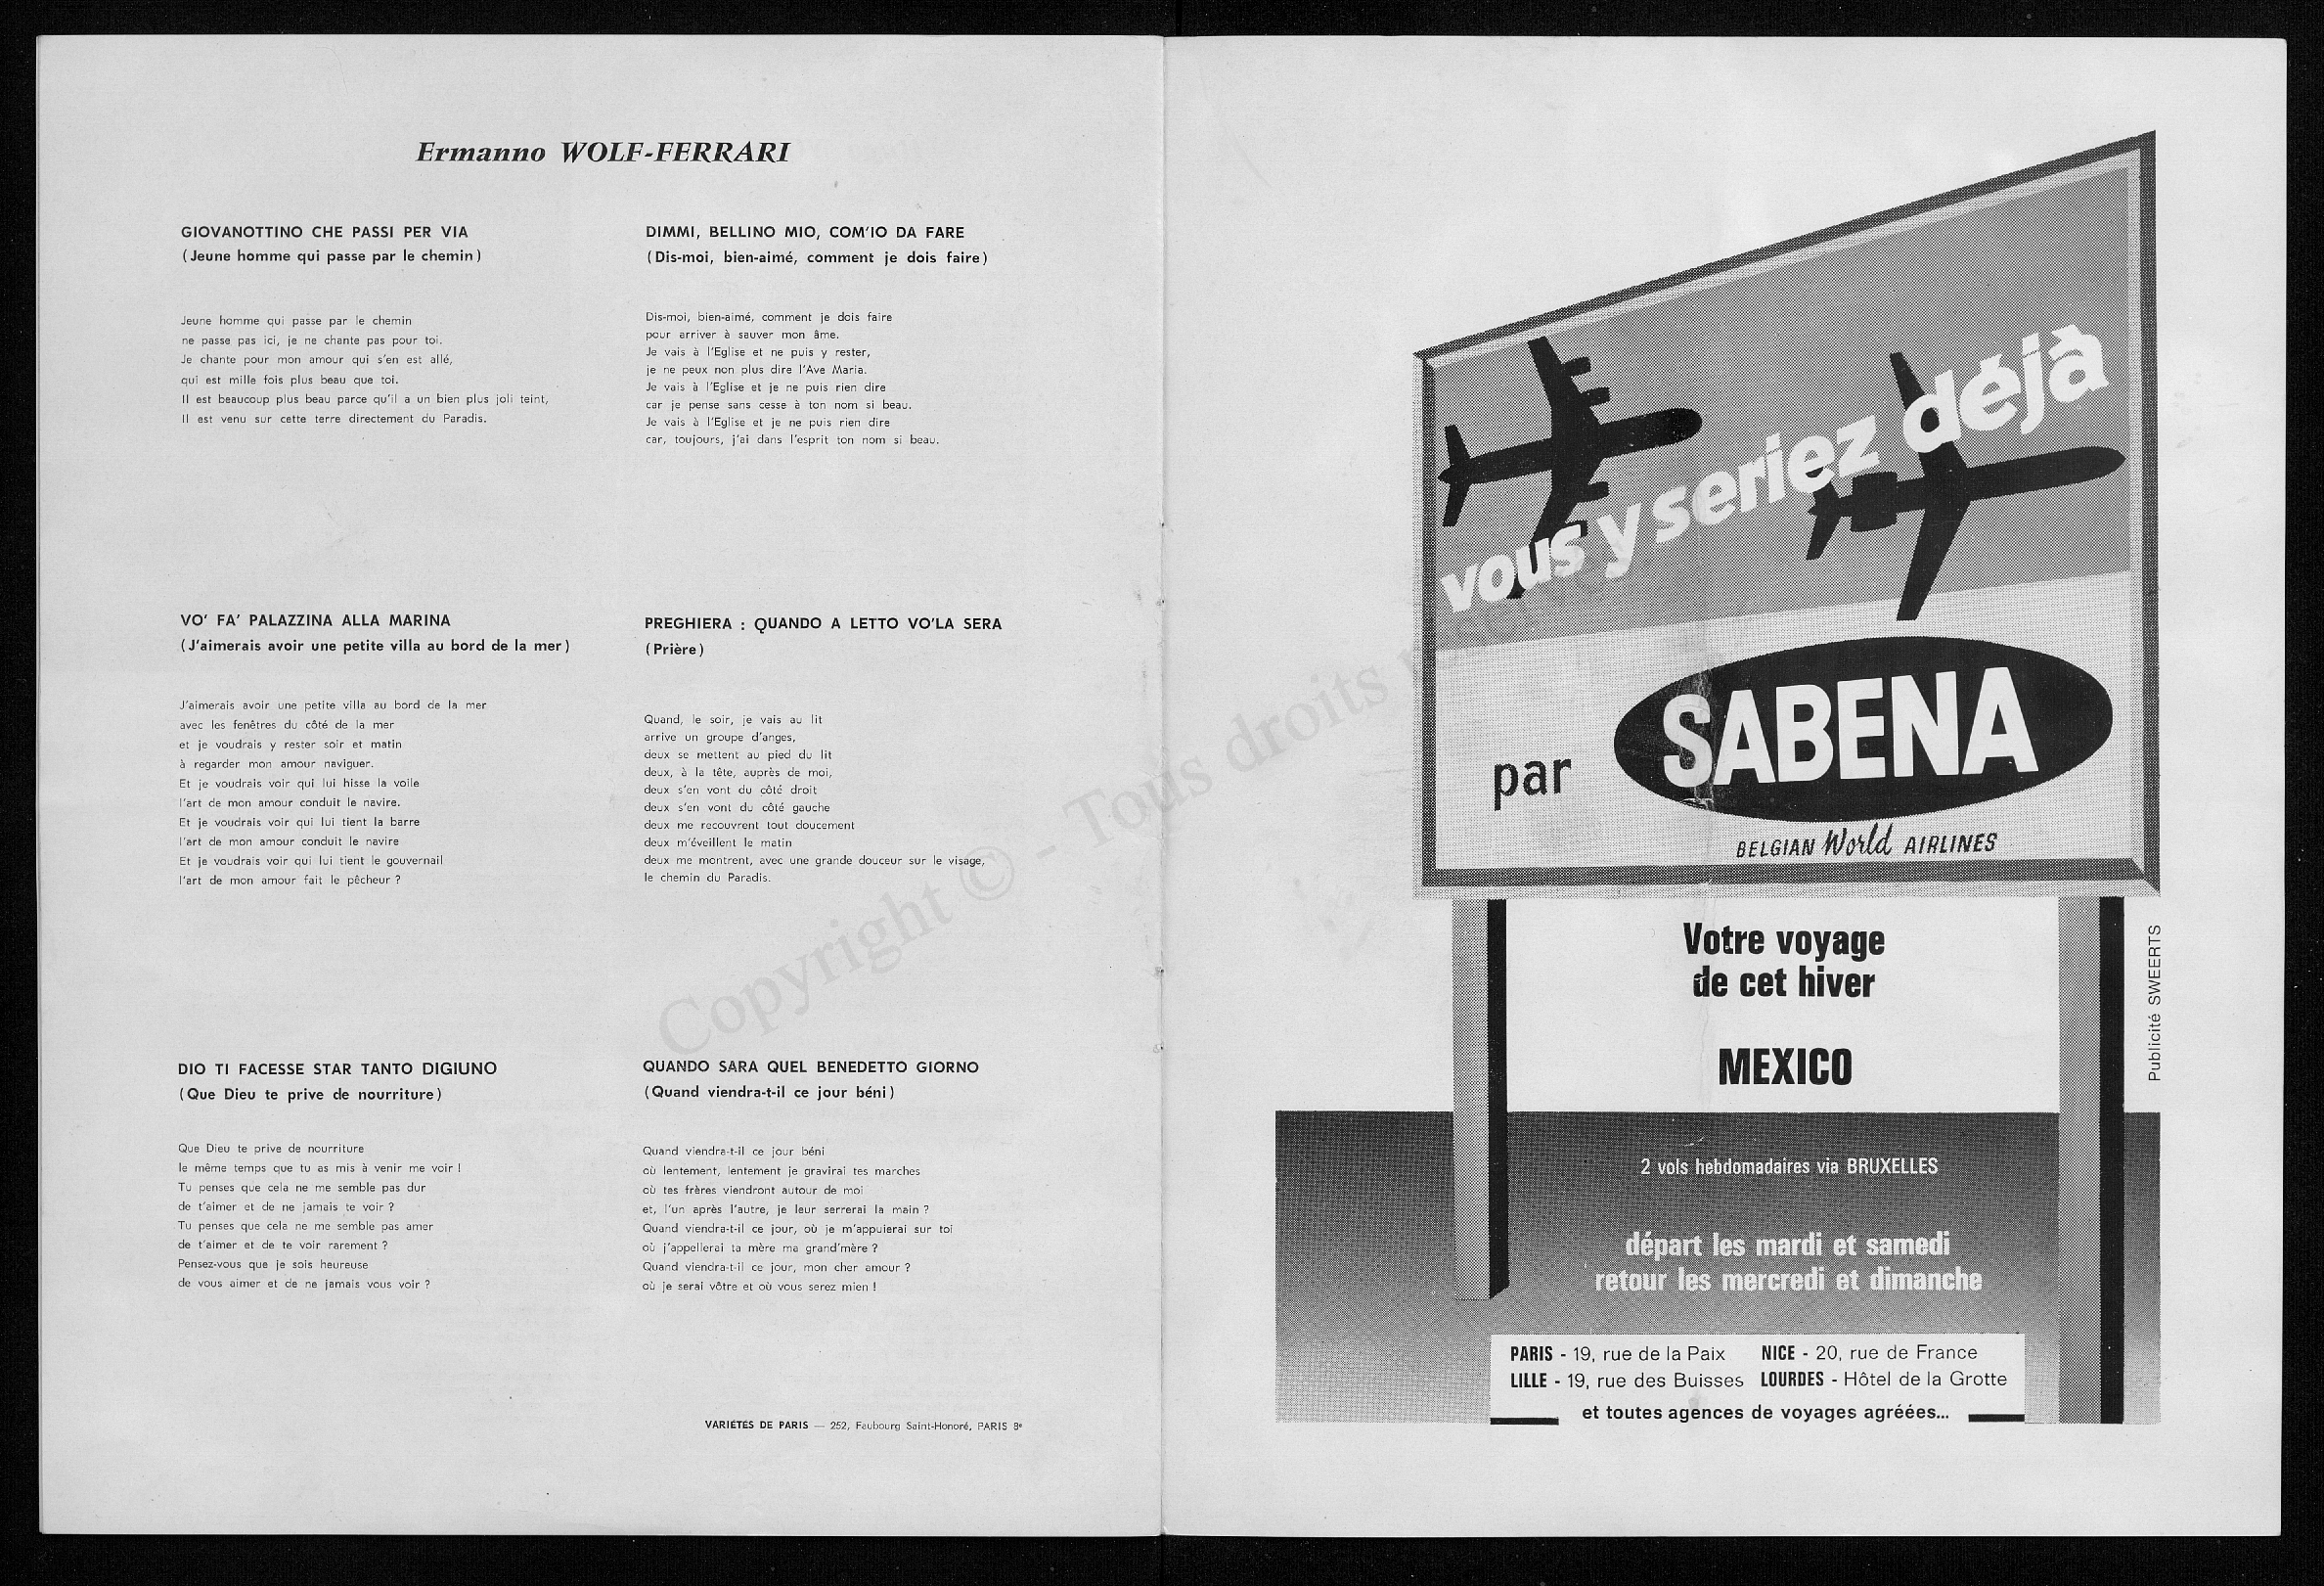 Ermanno WOLF-FERRARI
GIOVANOTTINO CHE PASSI PER VIA
(Jeune homme qui passe par le chemin)
Jeune homme qui passe par le chemin
ne passe pas ici, je ne chante pas pour toi.
Je chante pour mon amour qui s'en est allé,
qui est mille fois plus beau que toi.
Il est beaucoup plus beau parce qu'il a un bien plus joli teint,
Il est venu sur cette terre directement du Paradis.
DIMMI, BELLINO MIO, COM'IO DA FARE
(Dis-moi, bien-aimé, comment je dois faire)
Dis-moi, bien-aimé, comment je dois faire
pour arriver à sauver mon âme.
Je vais à l'Eglise et ne puis y rester,
je ne peux non plus dire l'Ave Maria.
Je vais à l'Eglise et je ne puis rien dire
car je pense sans cesse à ton nom si beau.
Je vais à l'Eglise et je ne puis rien dire
car, toujours, j'ai dans l'esprit ton nom si beau.
VO' FA' PALAZZINA ALLA MARINA
(J'aimerais avoir une petite villa au bord de la mer)
J'aimerais avoir une petite villa au bord de la mer
avec les fenêtres du côté de la mer
et je voudrais y rester soir et matin
à regarder mon amour naviguer.
Et je voudrais voir qui lui hisse la voile
l'art de mon amour conduit le navire.
Et je voudrais voir qui lui tient la barre
l'art de mon amour conduit le navire
Et je voudrais voir qui lui tient le gouvernail
l'art de mon amour fait le pêcheur ?
PREGHIERA : QUANDO A LETTO VO'LA SERA
(Prière)
Quand, le soir, je vais au lit
arrive un groupe d'anges,
deux se mettent au pied du lit
deux, à la tête, auprès de moi,
deux s'en vont du côté droit
deux s'en vont du côté gauche
deux me recouvrent tout doucement
deux m'éveillent le matin
deux me montrent, avec une grande douceur sur le visage,
le chemin du Paradis.
DIO TI FACESSE STAR TANTO DIGIUNO
(Que Dieu te prive de nourriture)
Que Dieu te prive de nourriture
le même temps que tu as mis à venir me voir !
Tu penses que cela ne me semble pas dur
de t'aimer et de ne jamais te voir ?
Tu penses que cela ne me semble pas amer
de t'aimer et de te voir rarement ?
Pensez-vous que je sois heureuse
de vous aimer et de ne jamais vous voir ?
QUANDO SARA QUEL BENEDETTO GIORNO
(Quand viendra-t-il ce jour béni)
Quand viendra-t-il ce jour béni
où lentement, lentement je gravirai tes marches
où tes frères viendront autour de moi
et, l'un après l'autre, je leur serrerai la main ?
Quand viendra-t-il ce jour, où je m'appuierai sur toi
où j'appellerai ta mère ma grand'mère ?
Quand viendra-t-il ce jour, mon cher amour ?
où je serai vôtre et où vous serez mien !
VARIÉTÉS DE PARIS — 252, Faubourg Saint-Honoré, PARIS 8e
Copyright © - Tous droits
vous y seriez déjà
par SABENA
BELGIAN World AIRLINES
Votre voyage
de cet hiver
MEXICO
Publicité SWEERTS
2 vols hebdomadaires via BRUXELLES
départ les mardi et samedi
retour les mercredi et dimanche
PARIS - 19, rue de la Paix NICE - 20, rue de France
LILLE - 19, rue des Buisses LOURDES - Hôtel de la Grotte
et toutes agences de voyages agréées...